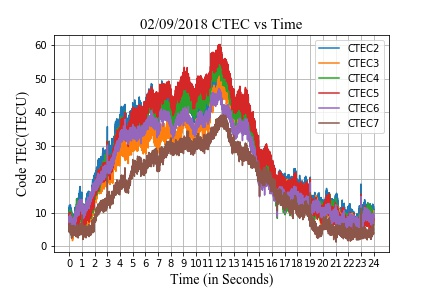 02/09/2018 CTEC vs Time
60
50
40
30
20
10
0
Code TEC(TECU)
CTEC2
CTEC3
CTEC4
CTEC5
CTEC6
CTEC7
0 1 2 3 4 5 6 7 8 9 10 11 12 13 14 15 16 17 18 19 20 21 22 23 24
Time (in Seconds)